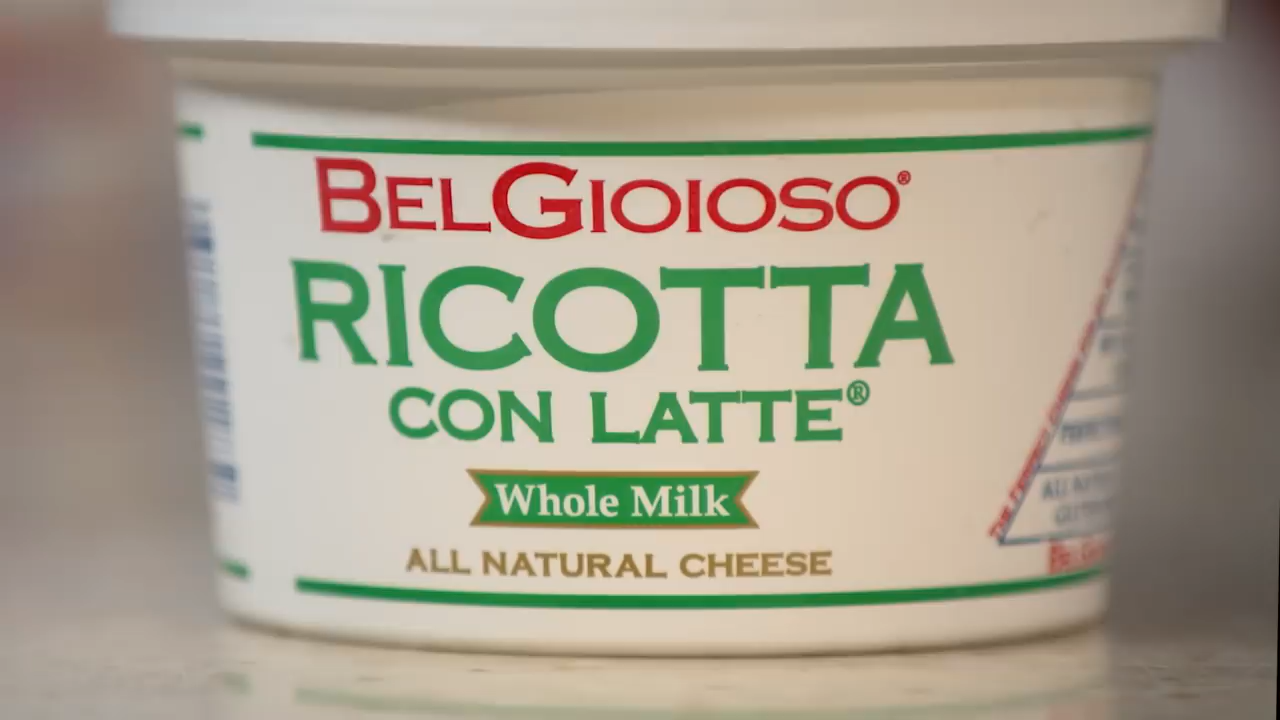 BELGIOIOSO®
RICOTTA
CON LATTE®
Whole Milk
ALL NATURAL CHEESE